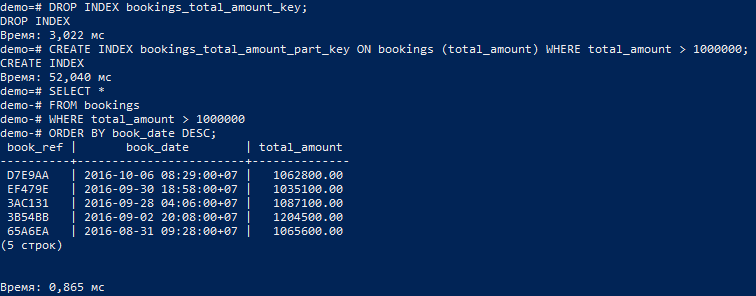 demo=# DROP INDEX bookings_total_amount_key;
DROP INDEX
Время: 3,022 мс
demo=# CREATE INDEX bookings_total_amount_part_key ON bookings (total_amount) WHERE total_amount > 1000000;
CREATE INDEX
Время: 52,040 мс
demo=# SELECT *
demo-# FROM bookings
demo-# WHERE total_amount > 1000000
demo-# ORDER BY book_date DESC;
 book_ref |       book_date        | total_amount
----------+------------------------+--------------
 D7E9AA   | 2016-10-06 08:29:00+07 |   1062800.00
 EF479E   | 2016-09-30 18:58:00+07 |   1035100.00
 3AC131   | 2016-09-28 04:06:00+07 |   1087100.00
 3B54BB   | 2016-09-02 20:08:00+07 |   1204500.00
 65A6EA   | 2016-08-31 09:28:00+07 |   1065600.00
(5 строк)
Время: 0,865 мс